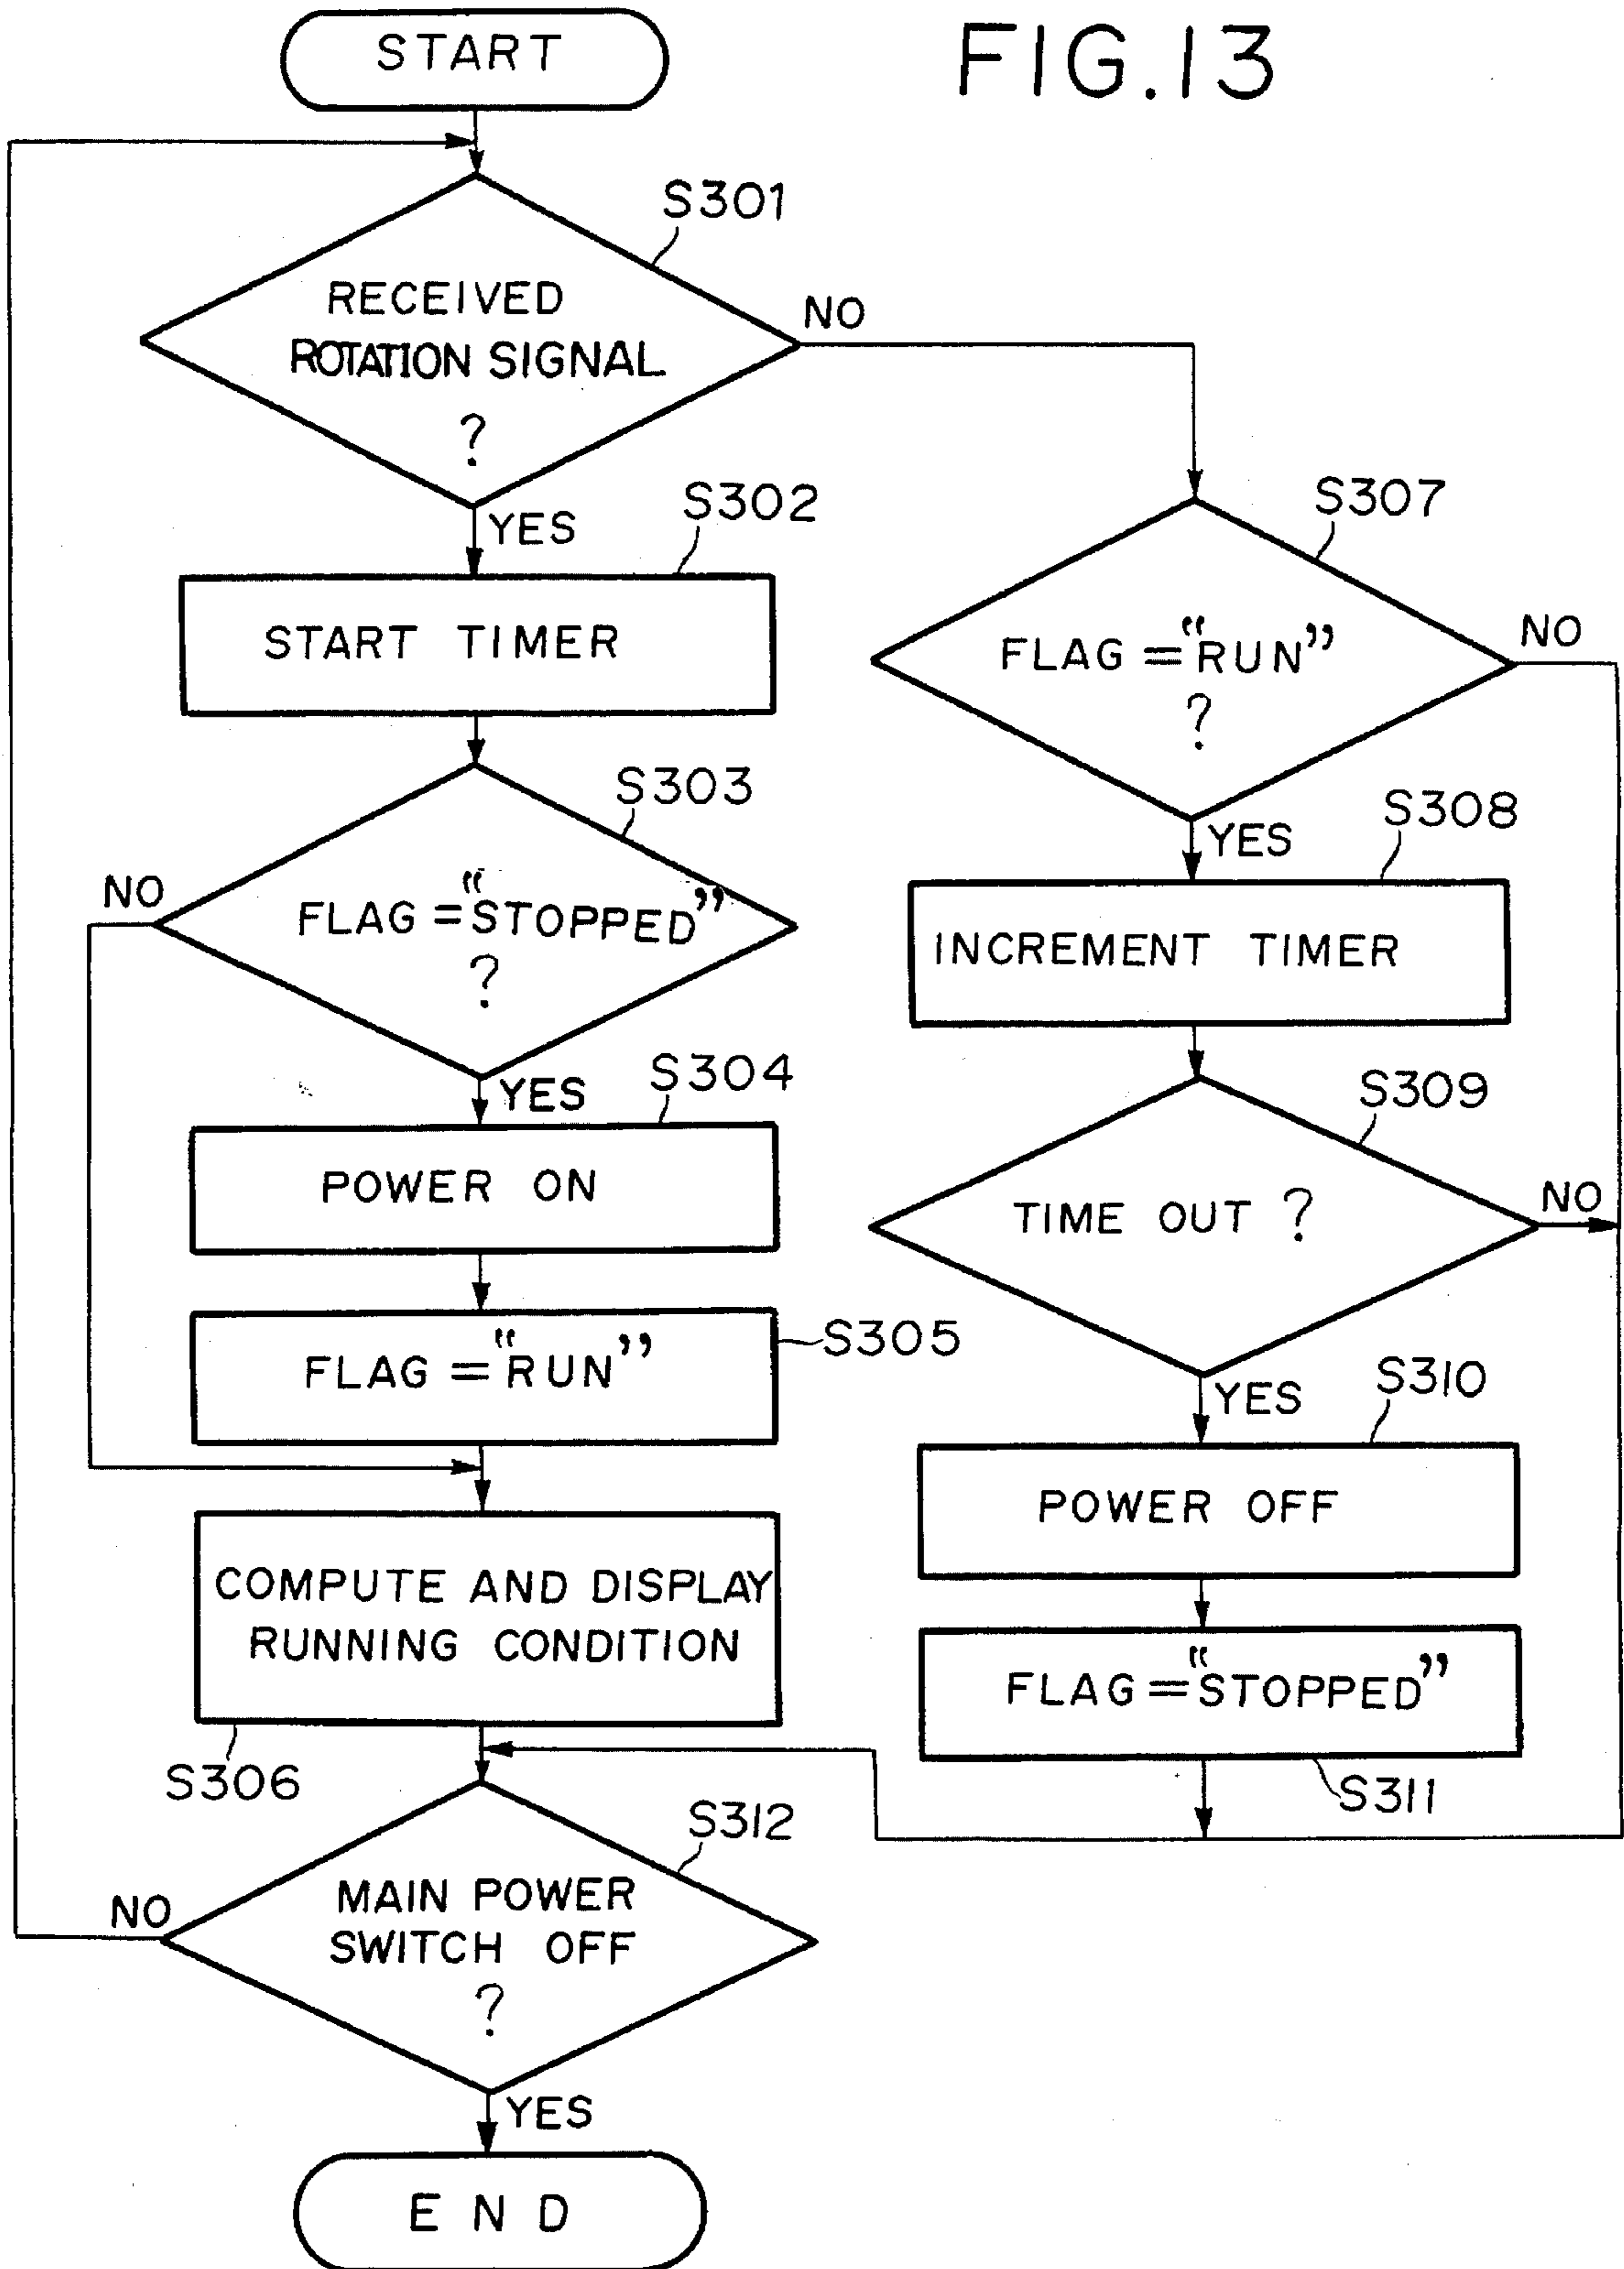 FIG.13
START
S301
RECEIVED
ROTATION SIGNAL
?
NO
YES
S302
START TIMER
S303
NO
FLAG = "STOPPED"
?
YES
S304
POWER ON
FLAG = "RUN"
S305
COMPUTE AND DISPLAY
RUNNING CONDITION
S306
S307
FLAG = "RUN"
?
NO
YES
S308
INCREMENT TIMER
S309
TIME OUT ?
NO
YES
S310
POWER OFF
FLAG = "STOPPED"
S311
S312
MAIN POWER
SWITCH OFF
?
NO
YES
END